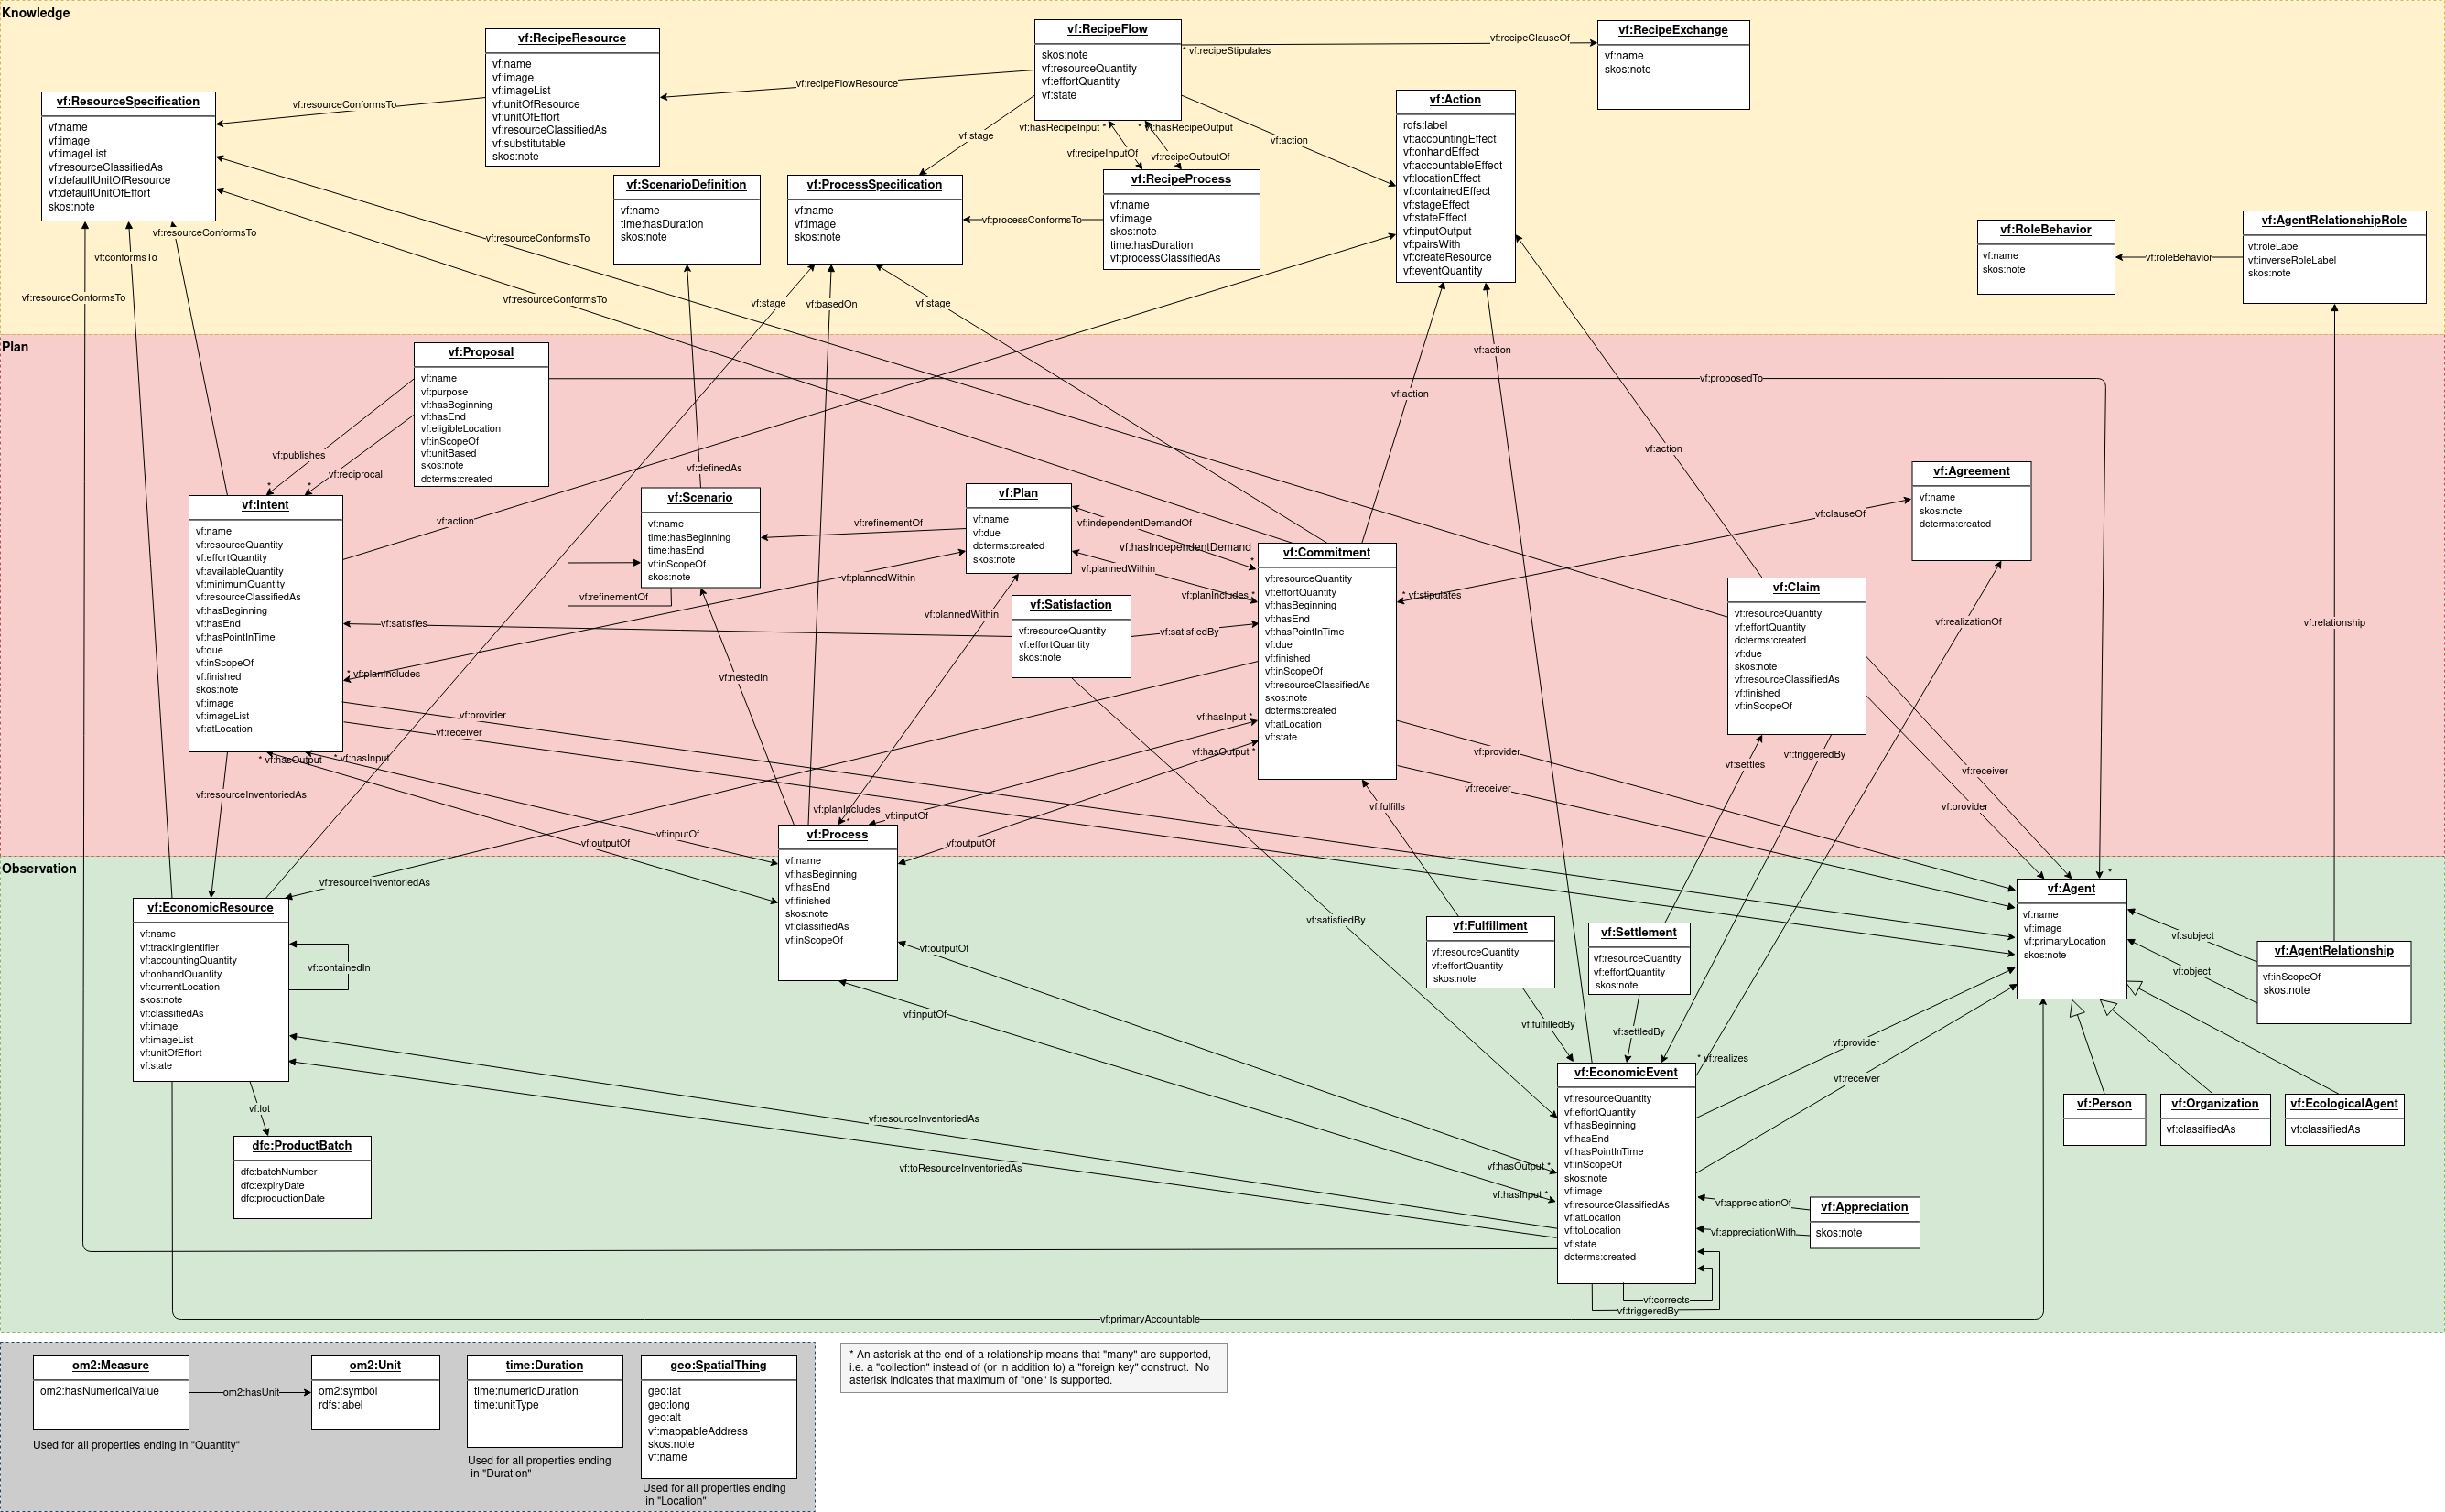 Knowledge
vf:RecipeResource
vf:name
vf:image
vf:imageList
vf:unitOfResource
vf:unitOfEffort
vf:resourceClassifiedAs
vf:substitutable
skos:note
vf:RecipeFlow
skos:note
vf:resourceQuantity
vf:effortQuantity
vf:state
* vf:recipeStipulates
vf:recipeClauseOf
vf:RecipeExchange
vf:name
skos:note
vf:recipeFlowResource
vf:resourceConformsTo
vf:ResourceSpecification
vf:name
vf:image
vf:imageList
vf:resourceClassifiedAs
vf:defaultUnitOfResource
vf:defaultUnitOfEffort
skos:note
vf:Action
rdfs:label
vf:accountingEffect
vf:onhandEffect
vf:accountableEffect
vf:locationEffect
vf:containedEffect
vf:stageEffect
vf:stateEffect
vf:inputOutput
vf:pairsWith
vf:createResource
vf:eventQuantity
vf:stage
vf:hasRecipeInput *
* vf:hasRecipeOutput
vf:recipeInputOf
vf:recipeOutputOf
vf:action
vf:ScenarioDefinition
vf:name
time:hasDuration
skos:note
vf:ProcessSpecification
vf:name
vf:image
skos:note
vf:processConformsTo
vf:RecipeProcess
vf:name
vf:image
skos:note
time:hasDuration
vf:processClassifiedAs
vf:RoleBehavior
vf:name
skos:note
vf:roleBehavior
vf:AgentRelationshipRole
vf:roleLabel
vf:inverseRoleLabel
skos:note
vf:resourceConformsTo
vf:conformsTo
vf:resourceConformsTo
vf:resourceConformsTo
vf:resourceConformsTo
vf:stage
vf:basedOn
vf:stage
Plan
vf:Proposal
vf:name
vf:purpose
vf:hasBeginning
vf:hasEnd
vf:eligibleLocation
vf:inScopeOf
vf:unitBased
skos:note
dcterms:created
vf:action
vf:proposedTo
vf:action
vf:action
vf:publishes
*
vf:reciprocal
*
vf:definedAs
vf:action
vf:Intent
vf:name
vf:resourceQuantity
vf:effortQuantity
vf:availableQuantity
vf:minimumQuantity
vf:resourceClassifiedAs
vf:hasBeginning
vf:hasEnd
vf:hasPointInTime
vf:due
vf:inScopeOf
vf:finished
skos:note
vf:image
vf:imageList
vf:atLocation
vf:Scenario
vf:name
time:hasBeginning
time:hasEnd
vf:inScopeOf
skos:note
vf:refinementOf
vf:refinementOf
vf:Plan
vf:name
vf:due
dcterms:created
skos:note
vf:independentDemandOf
vf:hasIndependentDemand
*
vf:plannedWithin
vf:planIncludes *
vf:Commitment
vf:resourceQuantity
vf:effortQuantity
vf:hasBeginning
vf:hasEnd
vf:hasPointInTime
vf:due
vf:finished
vf:inScopeOf
vf:resourceClassifiedAs
skos:note
dcterms:created
vf:atLocation
vf:state
vf:clauseOf
* vf:stipulates
vf:Agreement
vf:name
skos:note
dcterms:created
vf:Claim
vf:resourceQuantity
vf:effortQuantity
dcterms:created
vf:due
skos:note
vf:resourceClassifiedAs
vf:finished
vf:inScopeOf
vf:realizationOf
vf:relationship
vf:plannedWithin
vf:plannedWithin
vf:Satisfaction
vf:resourceQuantity
vf:effortQuantity
skos:note
vf:satisfies
vf:satisfiedBy
* vf:planIncludes
vf:nestedIn
vf:provider
vf:receiver
vf:hasInput *
vf:hasOutput *
* vf:hasOutput
* vf:hasInput
vf:provider
vf:receiver
vf:settles
vf:triggeredBy
vf:receiver
vf:provider
vf:resourceInventoriedAs
vf:planIncludes
*
vf:inputOf
vf:fulfills
vf:inputOf
vf:outputOf
vf:outputOf
Observation
vf:Process
vf:name
vf:hasBeginning
vf:hasEnd
vf:finished
skos:note
vf:classifiedAs
vf:inScopeOf
vf:resourceInventoriedAs
vf:EconomicResource
vf:name
vf:trackingIdentifier
vf:accountingQuantity
vf:onhandQuantity
vf:currentLocation
skos:note
vf:classifiedAs
vf:image
vf:imageList
vf:unitOfEffort
vf:state
vf:containedIn
vf:satisfiedBy
vf:Fulfillment
vf:resourceQuantity
vf:effortQuantity
skos:note
vf:Settlement
vf:resourceQuantity
vf:effortQuantity
skos:note
*
vf:Agent
vf:name
vf:image
vf:primaryLocation
skos:note
vf:subject
vf:object
vf:AgentRelationship
vf:inScopeOf
skos:note
vf:outputOf
vf:inputOf
vf:fulfilledBy
vf:settledBy
* vf:realizes
vf:provider
vf:receiver
vf:EconomicEvent
vf:resourceQuantity
vf:effortQuantity
vf:hasBeginning
vf:hasEnd
vf:hasPointInTime
vf:inScopeOf
skos:note
vf:image
vf:resourceClassifiedAs
vf:atLocation
vf:toLocation
vf:state
dcterms:created
vf:Person
vf:Organization
vf:classifiedAs
vf:EcologicalAgent
vf:classifiedAs
vf:lot
dfc:ProductBatch
dfc:batchNumber
dfc:expiryDate
dfc:productionDate
vf:resourceInventoriedAs
vf:toResourceInventoriedAs
vf:hasOutput *
vf:hasInput *
vf:appreciationOf
vf:appreciationWith
vf:Appreciation
skos:note
vf:corrects
vf:triggeredBy
vf:primaryAccountable
om2:Measure
om2:hasNumericalValue
om2:hasUnit
om2:Unit
om2:symbol
rdfs:label
Used for all properties ending in "Quantity"
time:Duration
time:numericDuration
time:unitType
Used for all properties ending
in "Duration"
geo:SpatialThing
geo:lat
geo:long
geo:alt
vf:mappableAddress
skos:note
vf:name
Used for all properties ending
in "Location"
* An asterisk at the end of a relationship means that "many" are supported,
i.e. a "collection" instead of (or in addition to) a "foreign key" construct. No
asterisk indicates that maximum of "one" is supported.